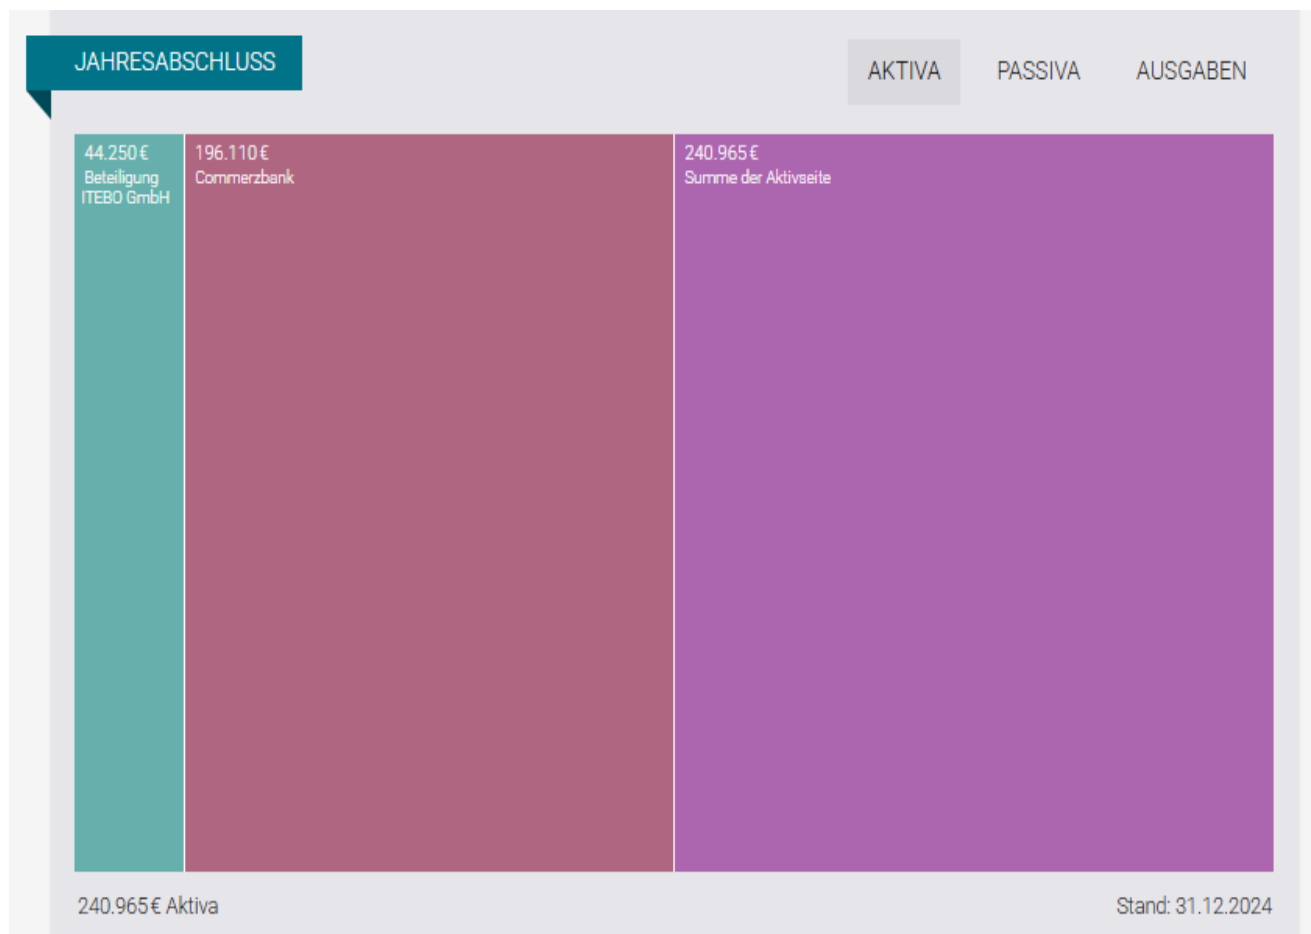 JAHRESABSCHLUSS
AKTIVA PASSIVA AUSGABEN
44.250 €
Beteiligung
ITEBO GmbH
196.110 €
Commerzbank
240.965 €
Summe der Aktivseite
240.965 € Aktiva
Stand: 31.12.2024